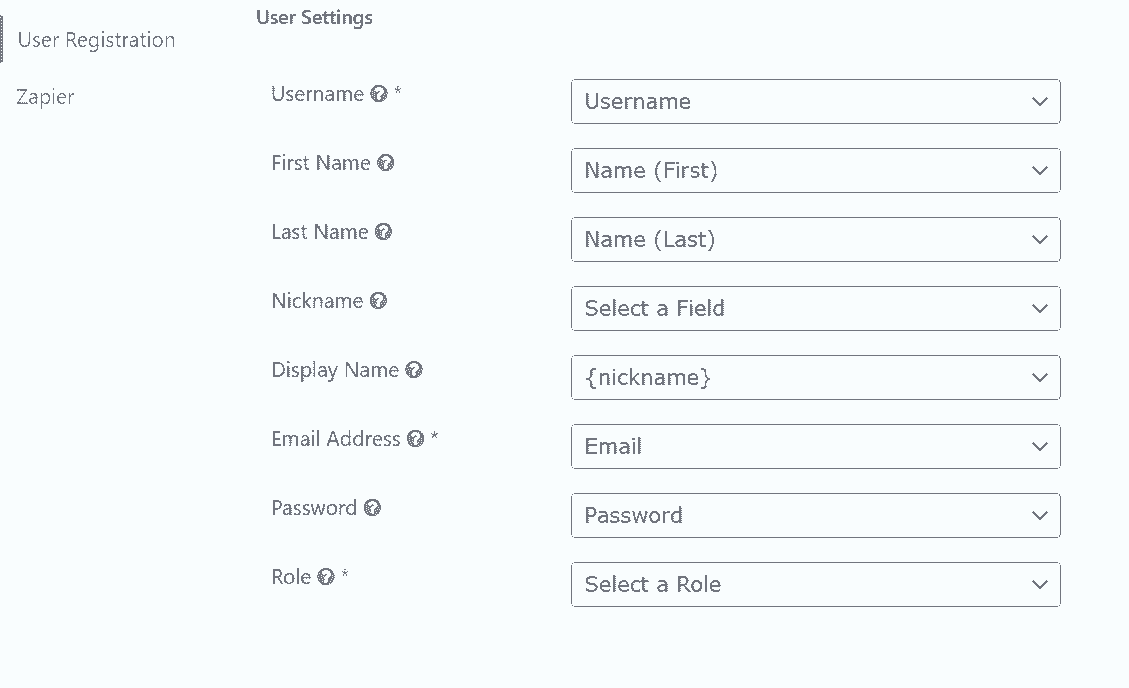 User Settings
User Registration
Zapier
Username ? *
Username
First Name ?
Name (First)
Last Name ?
Name (Last)
Nickname ?
Select a Field
Display Name ?
{nickname}
Email Address ? *
Email
Password ?
Password
Role ? *
Select a Role